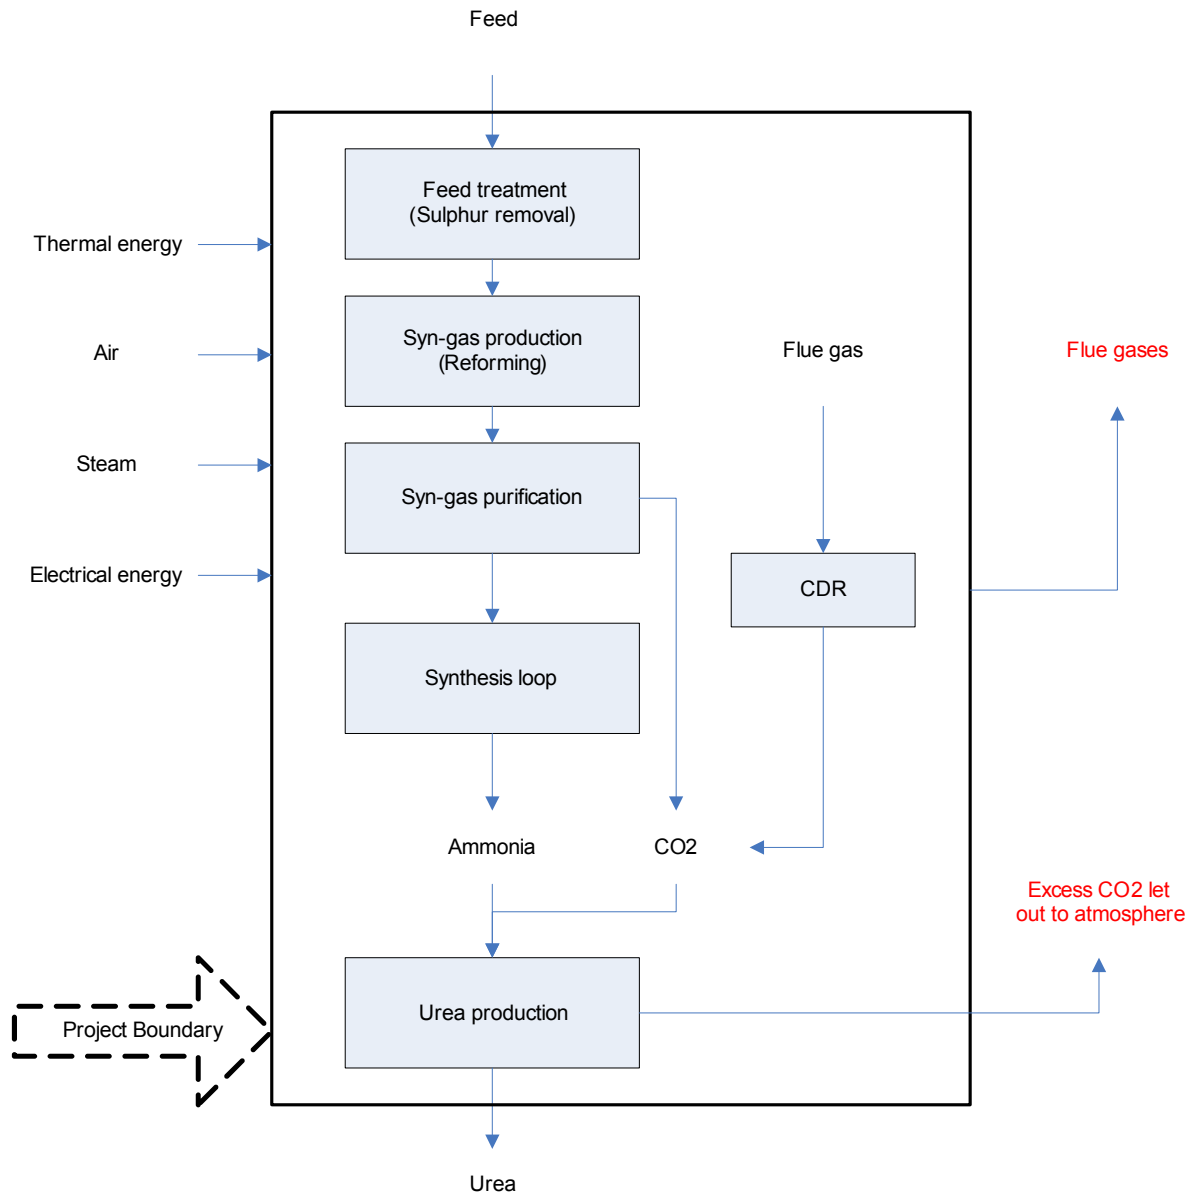 Feed
Feed treatment
(Sulphur removal)
Thermal energy
Syn-gas production
(Reforming)
Air
Flue gas
Flue gases
Steam
Syn-gas purification
Electrical energy
CDR
Synthesis loop
Ammonia
CO2
Excess CO2 let
out to atmosphere
Urea production
Project Boundary
Urea